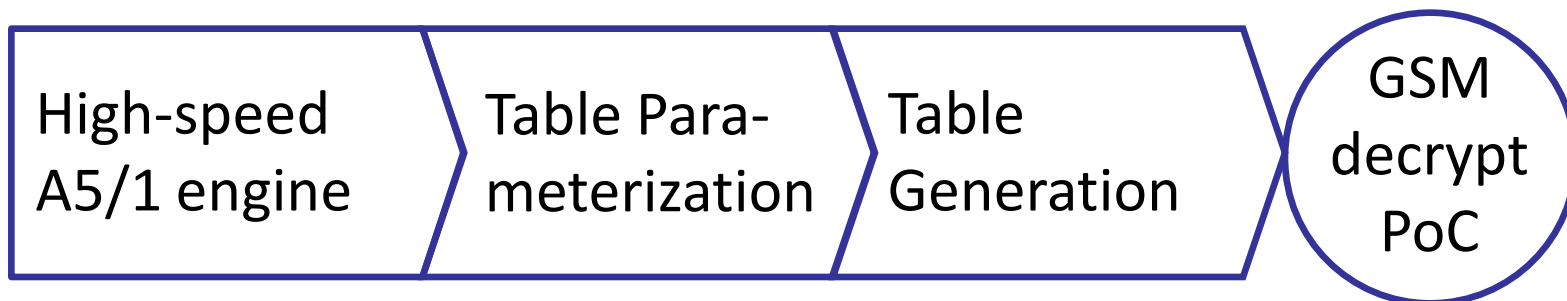 High-speed
A5/1 engine
Table Para-
meterization
Table
Generation
GSM
decrypt
PoC